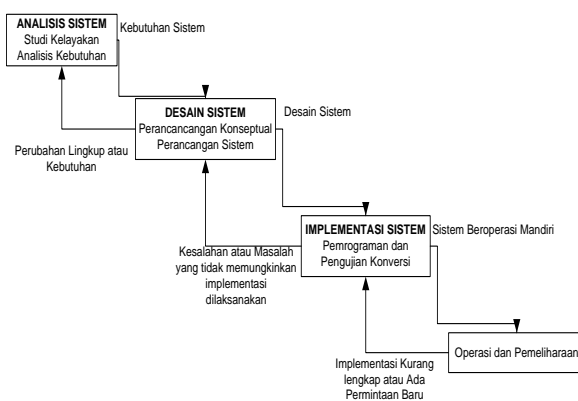 ANALISIS SISTEM
Studi Kelayakan
Analisis Kebutuhan
Kebutuhan Sistem
DESAIN SISTEM
Perancancangan Konseptual
Perancangan Sistem
Desain Sistem
Perubahan Lingkup atau
Kebutuhan
IMPLEMENTASI SISTEM
Pemrograman dan
Pengujian Konversi
Sistem Beroperasi Mandiri
Kesalahan atau Masalah
yang tidak memungkinkan
implementasi
dilaksanakan
Operasi dan Pemeliharaan
Implementasi Kurang
lengkap atau Ada
Permintaan Baru